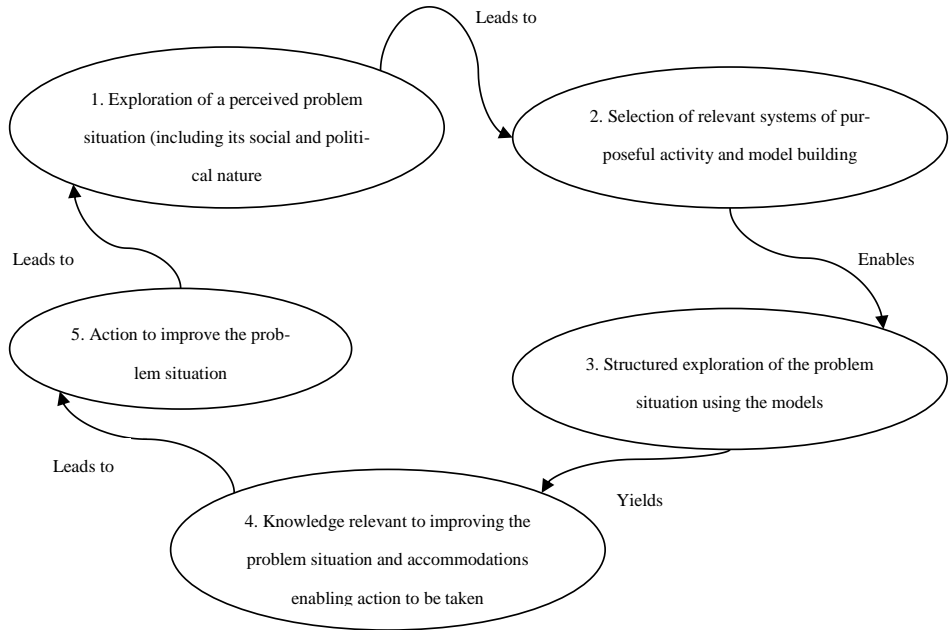 Leads to
1. Exploration of a perceived problem
situation (including its social and politi-
cal nature
2. Selection of relevant systems of pur-
poseful activity and model building
Leads to
Enables
5. Action to improve the prob-
lem situation
3. Structured exploration of the problem
situation using the models
Leads to
Yields
4. Knowledge relevant to improving the
problem situation and accommodations
enabling action to be taken